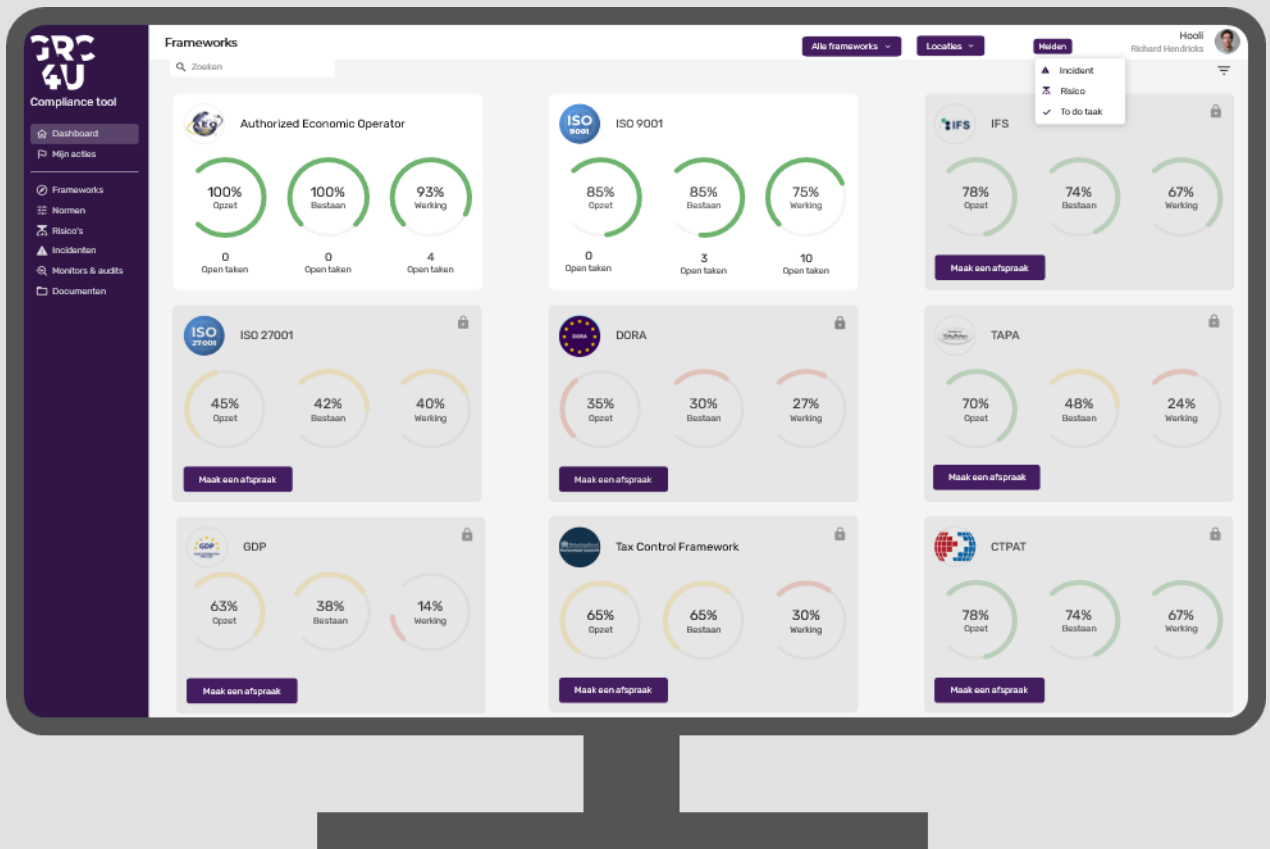 GRC
4U
Compliance tool
Dashboard
Mijn acties
Frameworks
Normen
Risico's
Incidenten
Monitors & audits
Documenten
Frameworks
Alle frameworks
Locaties
Melden
Hooli
Richard Hendricks
Zoeken
Incident
Risico
To do taak
AEO
Authorized Economic Operator
100%
Opzet
100%
Bestaan
93%
Werking
0
Open taken
0
Open taken
4
Open taken
ISO
9001
ISO 9001
85%
Opzet
85%
Bestaan
75%
Werking
0
Open taken
3
Open taken
10
Open taken
IFS
IFS
78%
Opzet
74%
Bestaan
67%
Werking
Maak een afspraak
ISO
27001
ISO 27001
45%
Opzet
42%
Bestaan
40%
Werking
Maak een afspraak
DORA
DORA
35%
Opzet
30%
Bestaan
27%
Werking
Maak een afspraak
TAPA
70%
Opzet
48%
Bestaan
24%
Werking
Maak een afspraak
GDP
GDP
63%
Opzet
38%
Bestaan
14%
Werking
Maak een afspraak
Tax Control Framework
65%
Opzet
65%
Bestaan
30%
Werking
Maak een afspraak
CTPAT
78%
Opzet
74%
Bestaan
67%
Werking
Maak een afspraak